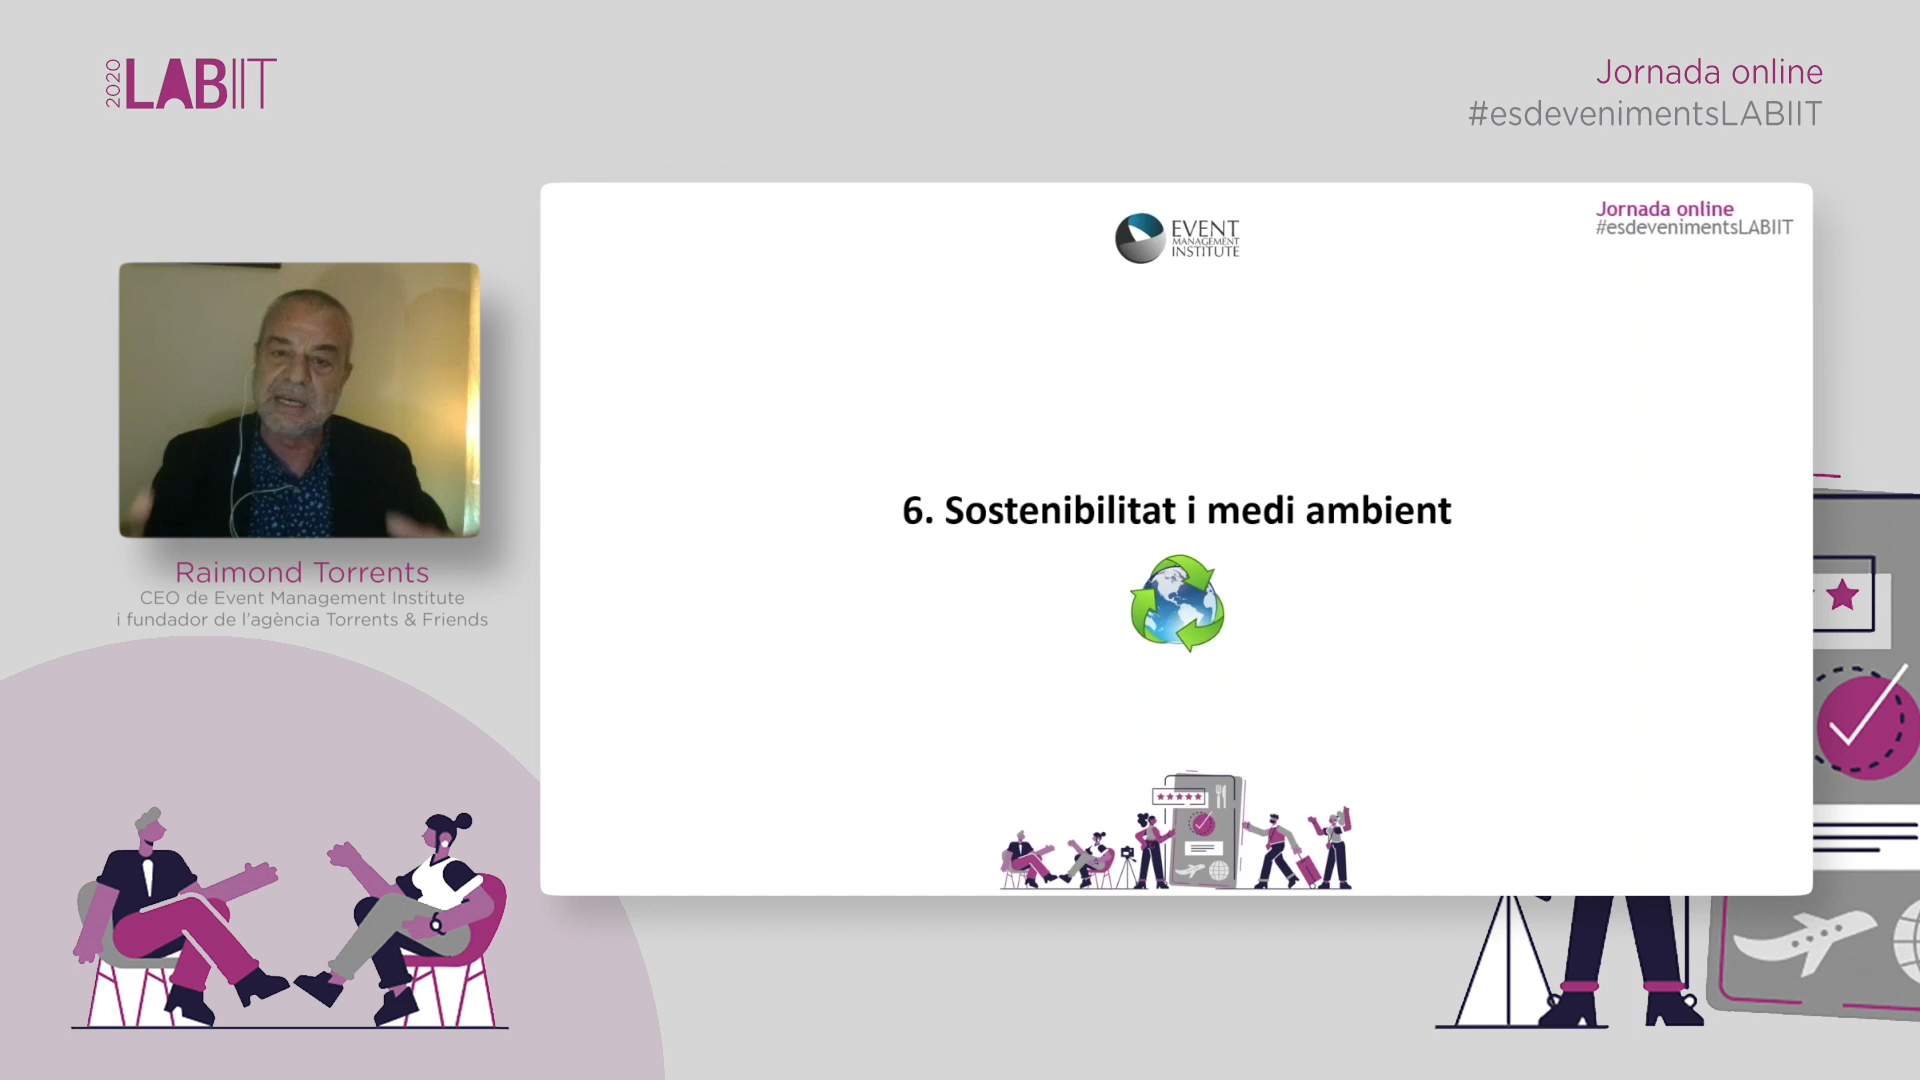 2020 LABIIT
Jornada online
#esdevenimentsLABIIT
EVENT
MANAGEMENT
INSTITUTE
Jornada online
#esdevenimentsLABIIT
6. Sostenibilitat i medi ambient
Raimond Torrents
CEO de Event Management Institute
i fundador de l'agència Torrents & Friends